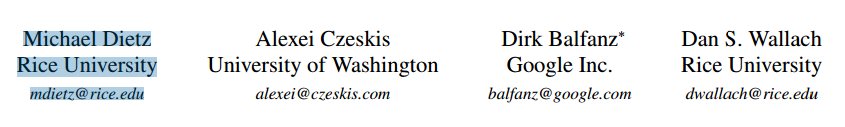 Michael Dietz
Rice University
mdietz@rice.edu
Alexei Czeskis
University of Washington
alexei@czeskis.com
Dirk Balfanz*
Google Inc.
balfanz@google.com
Dan S. Wallach
Rice University
dwallach@rice.edu